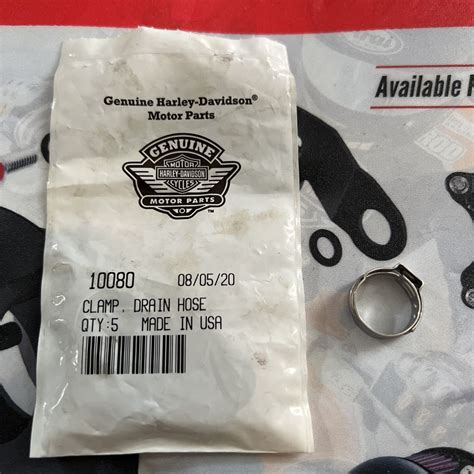 Genuine Harley-Davidson®
Motor Parts
GENUINE
MOTOR
HARLEY-DAVIDSON
CYCLES
MOTOR PARTS
TM
10080 08/05/20
CLAMP, DRAIN HOSE
QTY:5 MADE IN USA
Available F